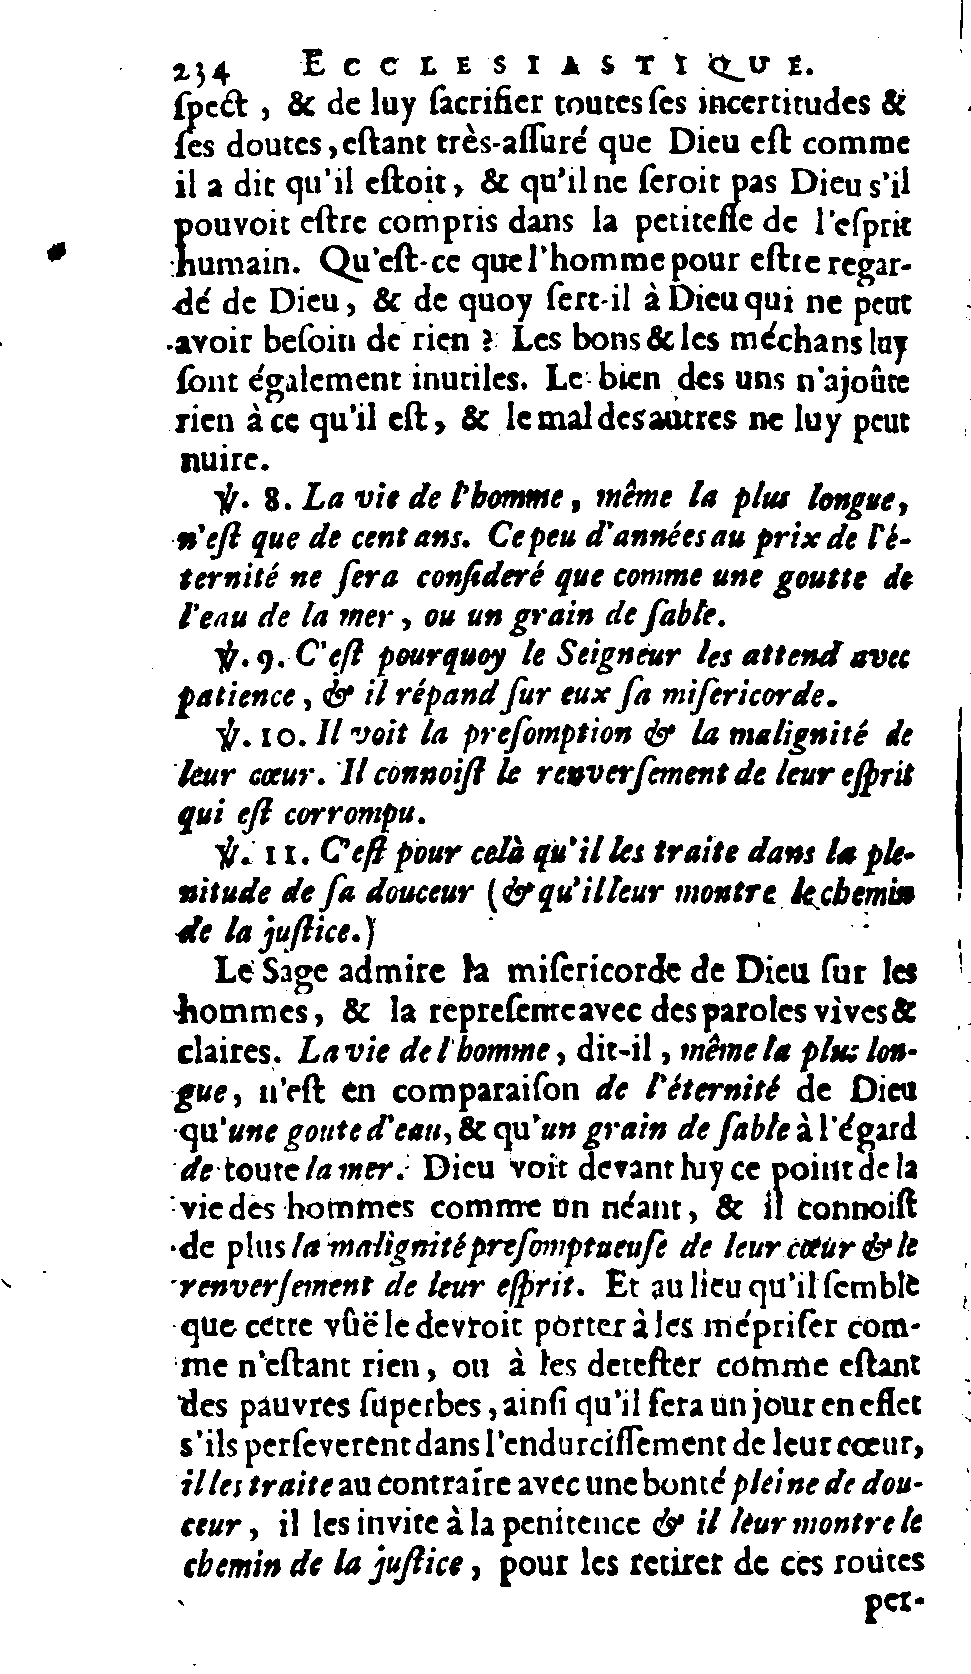 234 ECCLESIASTIQUE.
ſpect, & de luy ſacrifier toutes ſes incertitudes &
ſes doutes, eſtant très-aſſuré que Dieu eſt comme
il a dit qu'il eſtoit, & qu'il ne ſeroit pas Dieu s'il
pouvoit eſtre compris dans la petiteſſe de l'eſprit
humain. Qu'eſt-ce que l'homme pour eſtre regar-
dé de Dieu, & de quoy ſert-il à Dieu qui ne peut
avoir beſoin de rien ? Les bons & les méchans luy
ſont également inutiles. Le bien des uns n'ajoûte
rien à ce qu'il eſt, & le mal des autres ne luy peut
nuire.
℣. 8. La vie de l'homme, même la plus longue,
n'eſt que de cent ans. Ce peu d'années au prix de l'é-
ternité ne ſera conſideré que comme une goutte de
l'eau de la mer, ou un grain de ſable.
℣. 9. C'eſt pourquoy le Seigneur les attend avec
patience, & il répand ſur eux ſa miſericorde.
℣. 10. Il voit la preſomption & la malignité de
leur cœur. Il connoiſt le renverſement de leur eſprit
qui eſt corrompu.
℣. 11. C'eſt pour celà qu'il les traite dans la ple-
nitude de ſa douceur (& qu'il leur montre le chemin
de la juſtice.)
Le Sage admire la miſericorde de Dieu ſur les
hommes, & la repreſente avec des paroles vives &
claires. La vie de l'homme, dit-il, même la plus lon-
gue, n'eſt en comparaiſon de l'éternité de Dieu
qu'une goute d'eau, & qu'un grain de ſable à l'égard
de toute la mer. Dieu voit devant luy ce point de la
vie des hommes comme un néant, & il connoiſt
de plus la malignité preſomptueuſe de leur cœur & le
renverſement de leur eſprit. Et au lieu qu'il ſemble
que cette vûë le devroit porter à les mépriſer com-
me n'eſtant rien, ou à les deteſter comme eſtant
des pauvres ſuperbes, ainſi qu'il ſera un jour en effet
s'ils perſeverent dans l'endurciſſement de leur cœur,
il les traite au contraire avec une bonté pleine de dou-
ceur, il les invite à la penitence & il leur montre le
chemin de la juſtice, pour les retirer de ces routes
per-